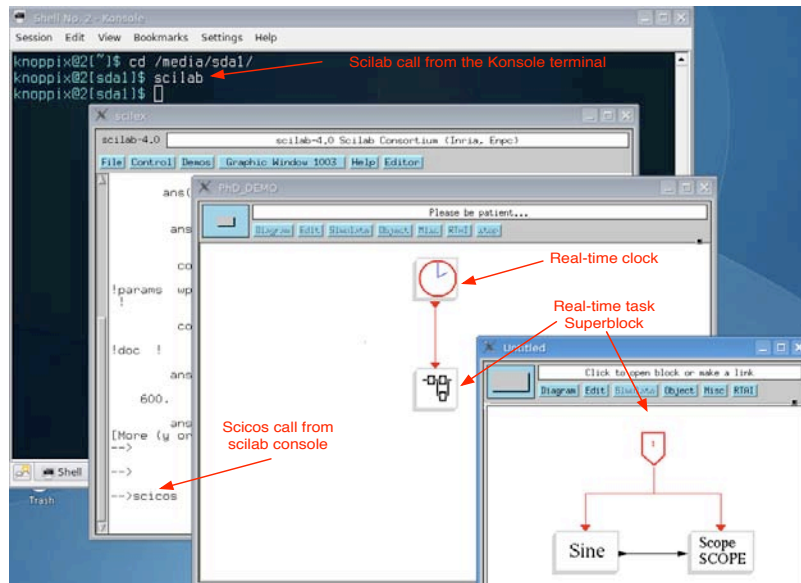 Shell No. 2 - Konsole
Session Edit View Bookmarks Settings Help
knoppix@2[~]$ cd /media/sda1/
knoppix@2[sda1]$ scilab
knoppix@2[sda1]$
Scilab call from the Konsole terminal
scilex
scilab-4.0 scilab-4.0 Scilab Consortium (Inria, Enpc)
File Control Demos Graphic Window 1003 Help Editor
ans(
ans
co
!params wp
!
co
!doc !
ans
600.
ans
[More (y or
-->
-->
-->scicos
Scicos call from
scilab console
PhD_DEMO
Please be patient...
Diagram Edit Simulate Object Misc RTAI stop
Real-time clock
Real-time task
Superblock
Untitled
Click to open block or make a link
Diagram Edit Simulate Object Misc RTAI
1
Sine
Scope
SCOPE
Shell
Trash